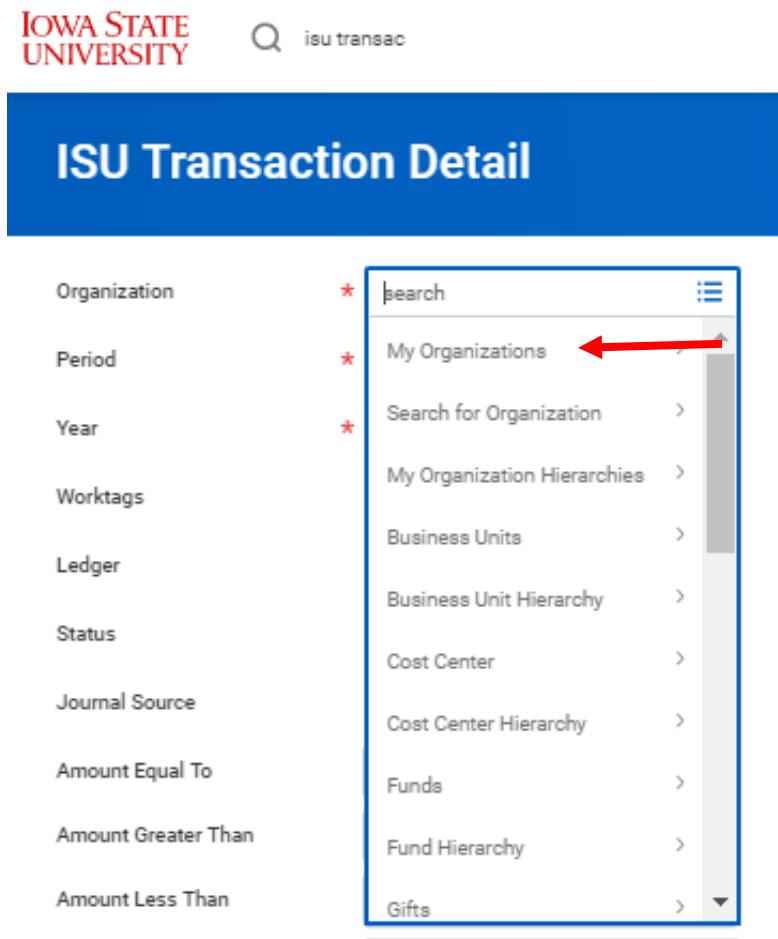 IOWA STATE
UNIVERSITY
isu transac
ISU Transaction Detail
Organization *
search
Period *
Year *
Worktags
Ledger
Status
Journal Source
Amount Equal To
Amount Greater Than
Amount Less Than
My Organizations
Search for Organization
My Organization Hierarchies
Business Units
Business Unit Hierarchy
Cost Center
Cost Center Hierarchy
Funds
Fund Hierarchy
Gifts